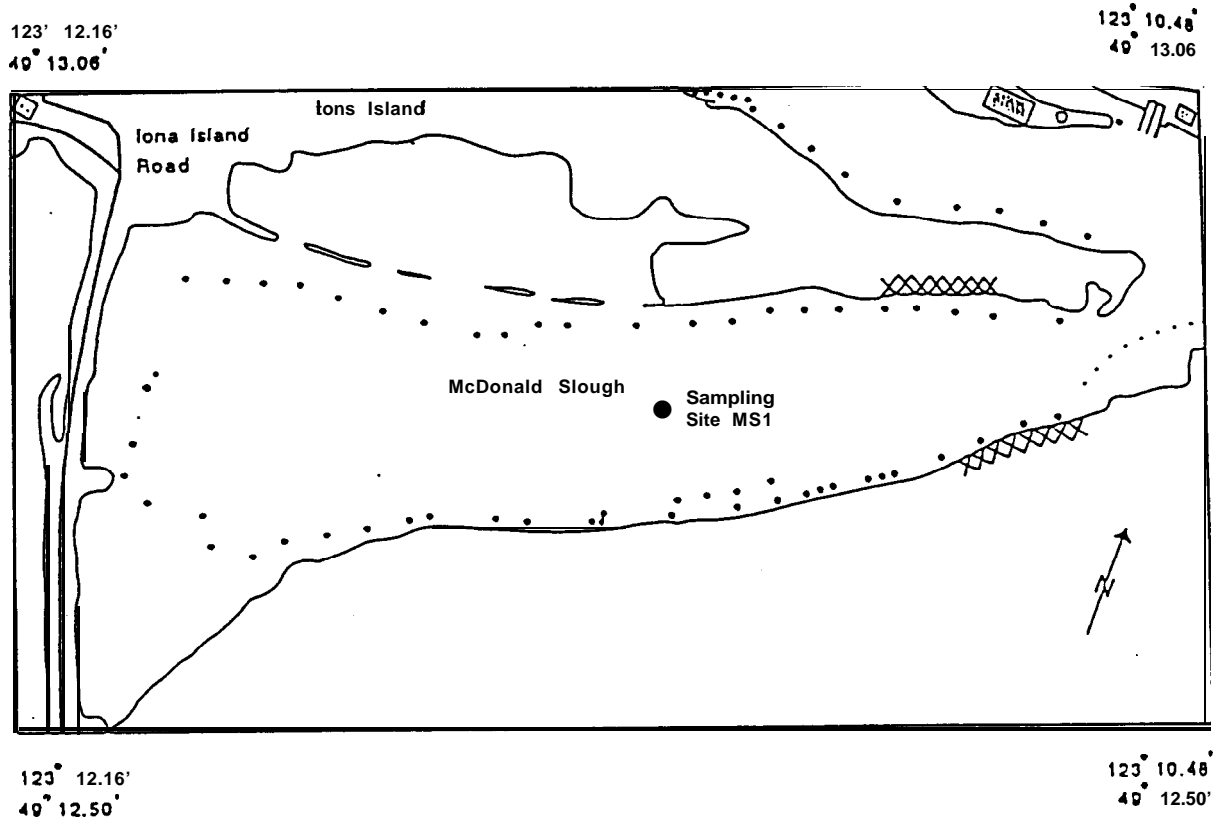 123' 12.16'
49° 13.06'
123° 10.48'
49° 13.06
tons Island
Iona Island
Road
McDonald Slough
Sampling
Site MS1
N
123° 12.16'
49° 12.50'
123° 10.48'
49° 12.50'